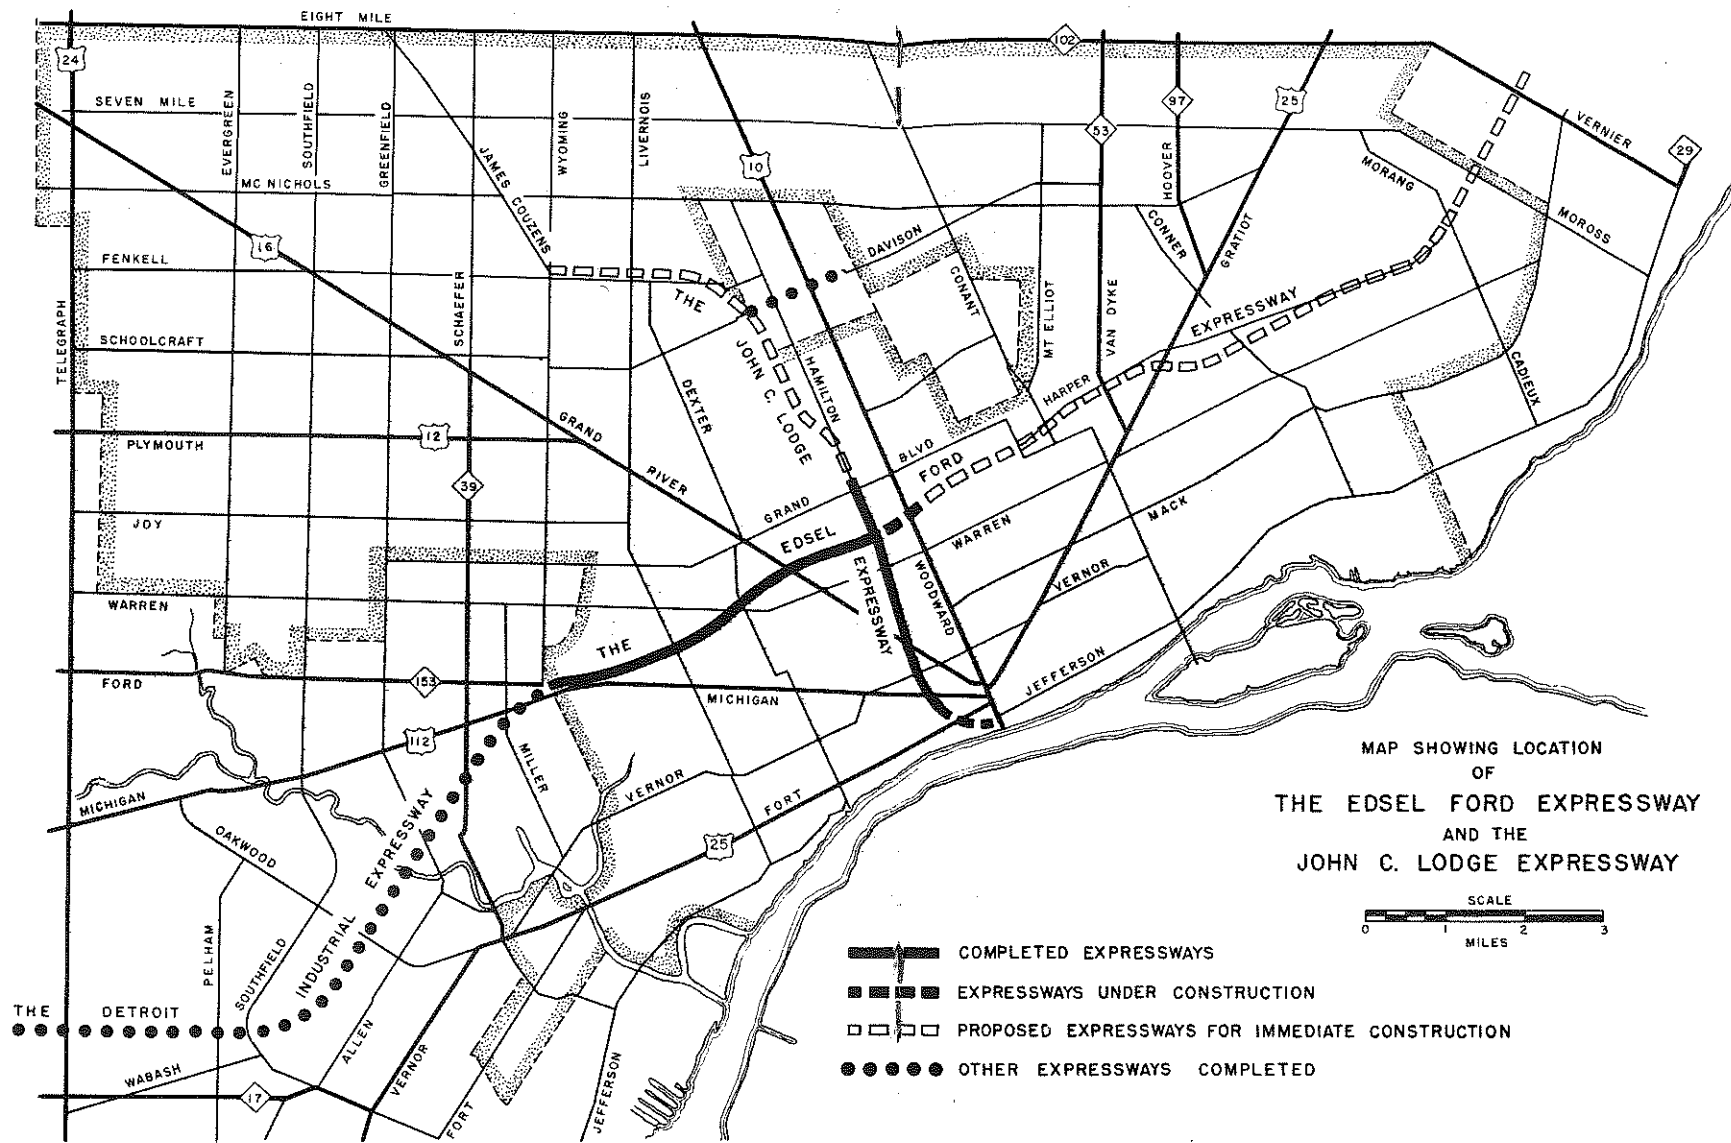 EIGHT MILE
102
24
SEVEN MILE
EVERGREEN
SOUTHFIELD
GREENFIELD
JAMES COUZENS
WYOMING
LIVERNOIS
10
53
97
HOOVER
25
VERNIER
29
MORANG
MOROSS
MC NICHOLS
16
FENKELL
DAVISON
CONANT
CONNER
GRATIOT
THE
JOHN C. LODGE
EXPRESSWAY
HAMILTON
MT ELLIOT
VAN DYKE
EXPRESSWAY
TELEGRAPH
SCHOOLCRAFT
SCHAEFER
DEXTER
HARPER
CADIEUX
PLYMOUTH
12
GRAND
RIVER
39
GRAND
BLVD
THE
EDSEL
FORD
JOY
WARREN
MACK
WARREN
WOODWARD
VERNOR
FORD
153
MICHIGAN
JEFFERSON
112
MICHIGAN
MILLER
VERNOR
FORT
25
OAKWOOD
PELHAM
SOUTHFIELD
THE DETROIT
INDUSTRIAL
EXPRESSWAY
WABASH
ALLEN
VERNOR
FORT
JEFFERSON
17
MAP SHOWING LOCATION
OF
THE EDSEL FORD EXPRESSWAY
AND THE
JOHN C. LODGE EXPRESSWAY
SCALE
0 1 2 3
MILES
COMPLETED EXPRESSWAYS
EXPRESSWAYS UNDER CONSTRUCTION
PROPOSED EXPRESSWAYS FOR IMMEDIATE CONSTRUCTION
OTHER EXPRESSWAYS COMPLETED